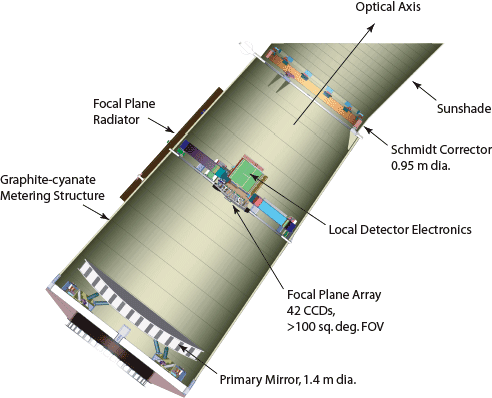 Optical Axis
Focal Plane
Radiator
Sunshade
Schmidt Corrector
0.95 m dia.
Graphite-cyanate
Metering Structure
Local Detector Electronics
Focal Plane Array
42 CCDs,
>100 sq. deg. FOV
Primary Mirror, 1.4 m dia.